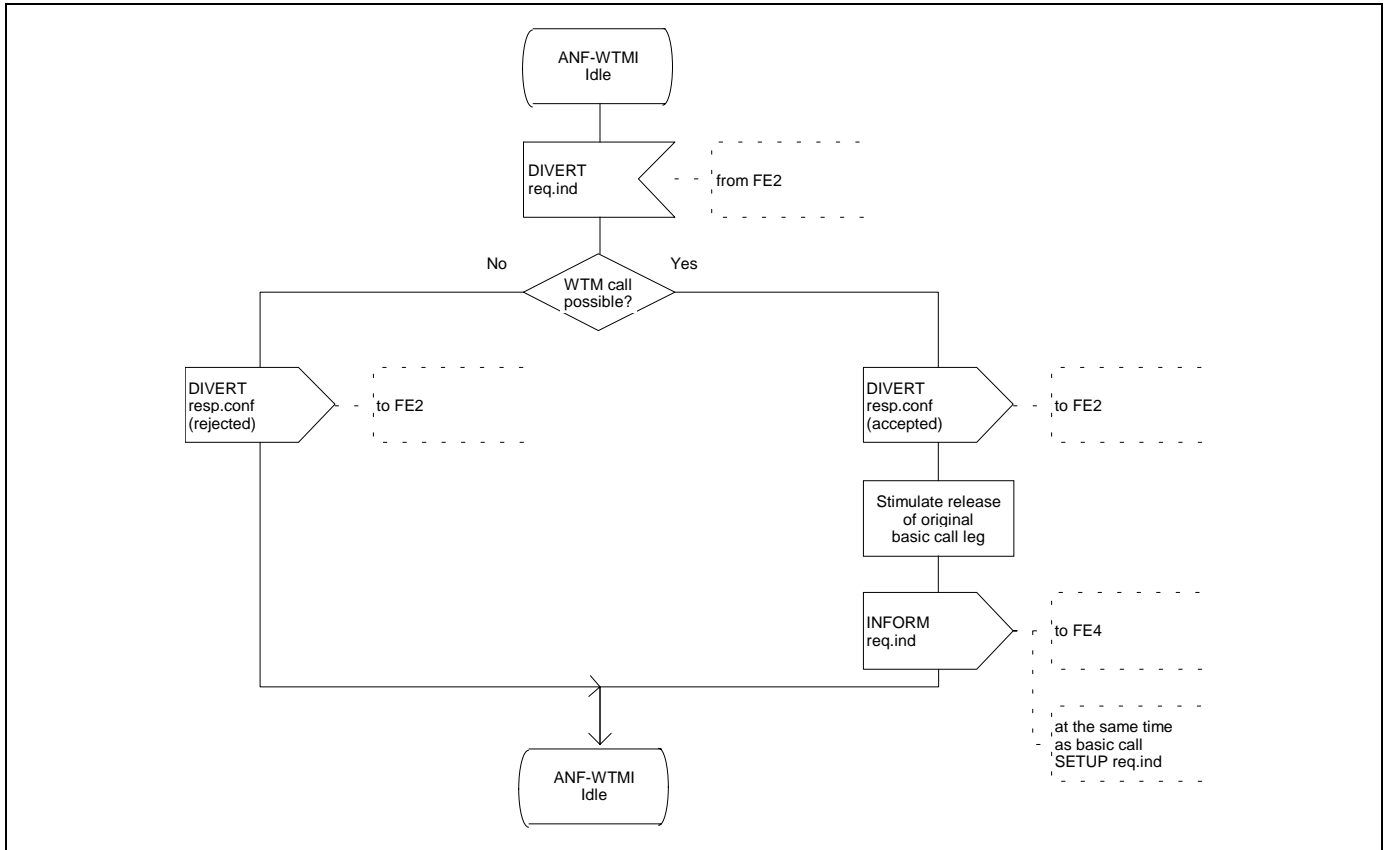 ANF-WTMI
Idle
DIVERT
req.ind
from FE2
No
Yes
WTM call
possible?
DIVERT
resp.conf
(rejected)
to FE2
DIVERT
resp.conf
(accepted)
to FE2
Stimulate release
of original
basic call leg
INFORM
req.ind
to FE4
at the same time
as basic call
SETUP req.ind
ANF-WTMI
Idle